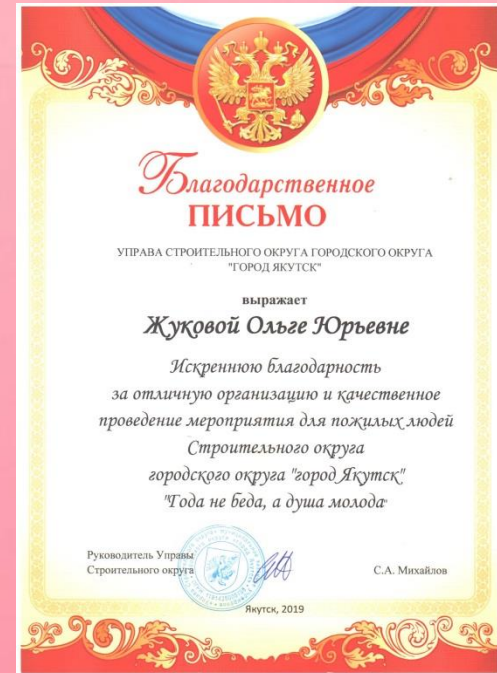 Благодарственное
ПИСЬМО
УПРАВА СТРОИТЕЛЬНОГО ОКРУГА ГОРОДСКОГО ОКРУГА
"ГОРОД ЯКУТСК"
выражает
Жуковой Ольге Юрьевне
Искреннюю благодарность
за отличную организацию и качественное
проведение мероприятия для пожилых людей
Строительного округа
городского округа "город Якутск"
"Года не беда, а душа молода"
Руководитель Управы
Строительного округа
С.А. Михайлов
Якутск, 2019